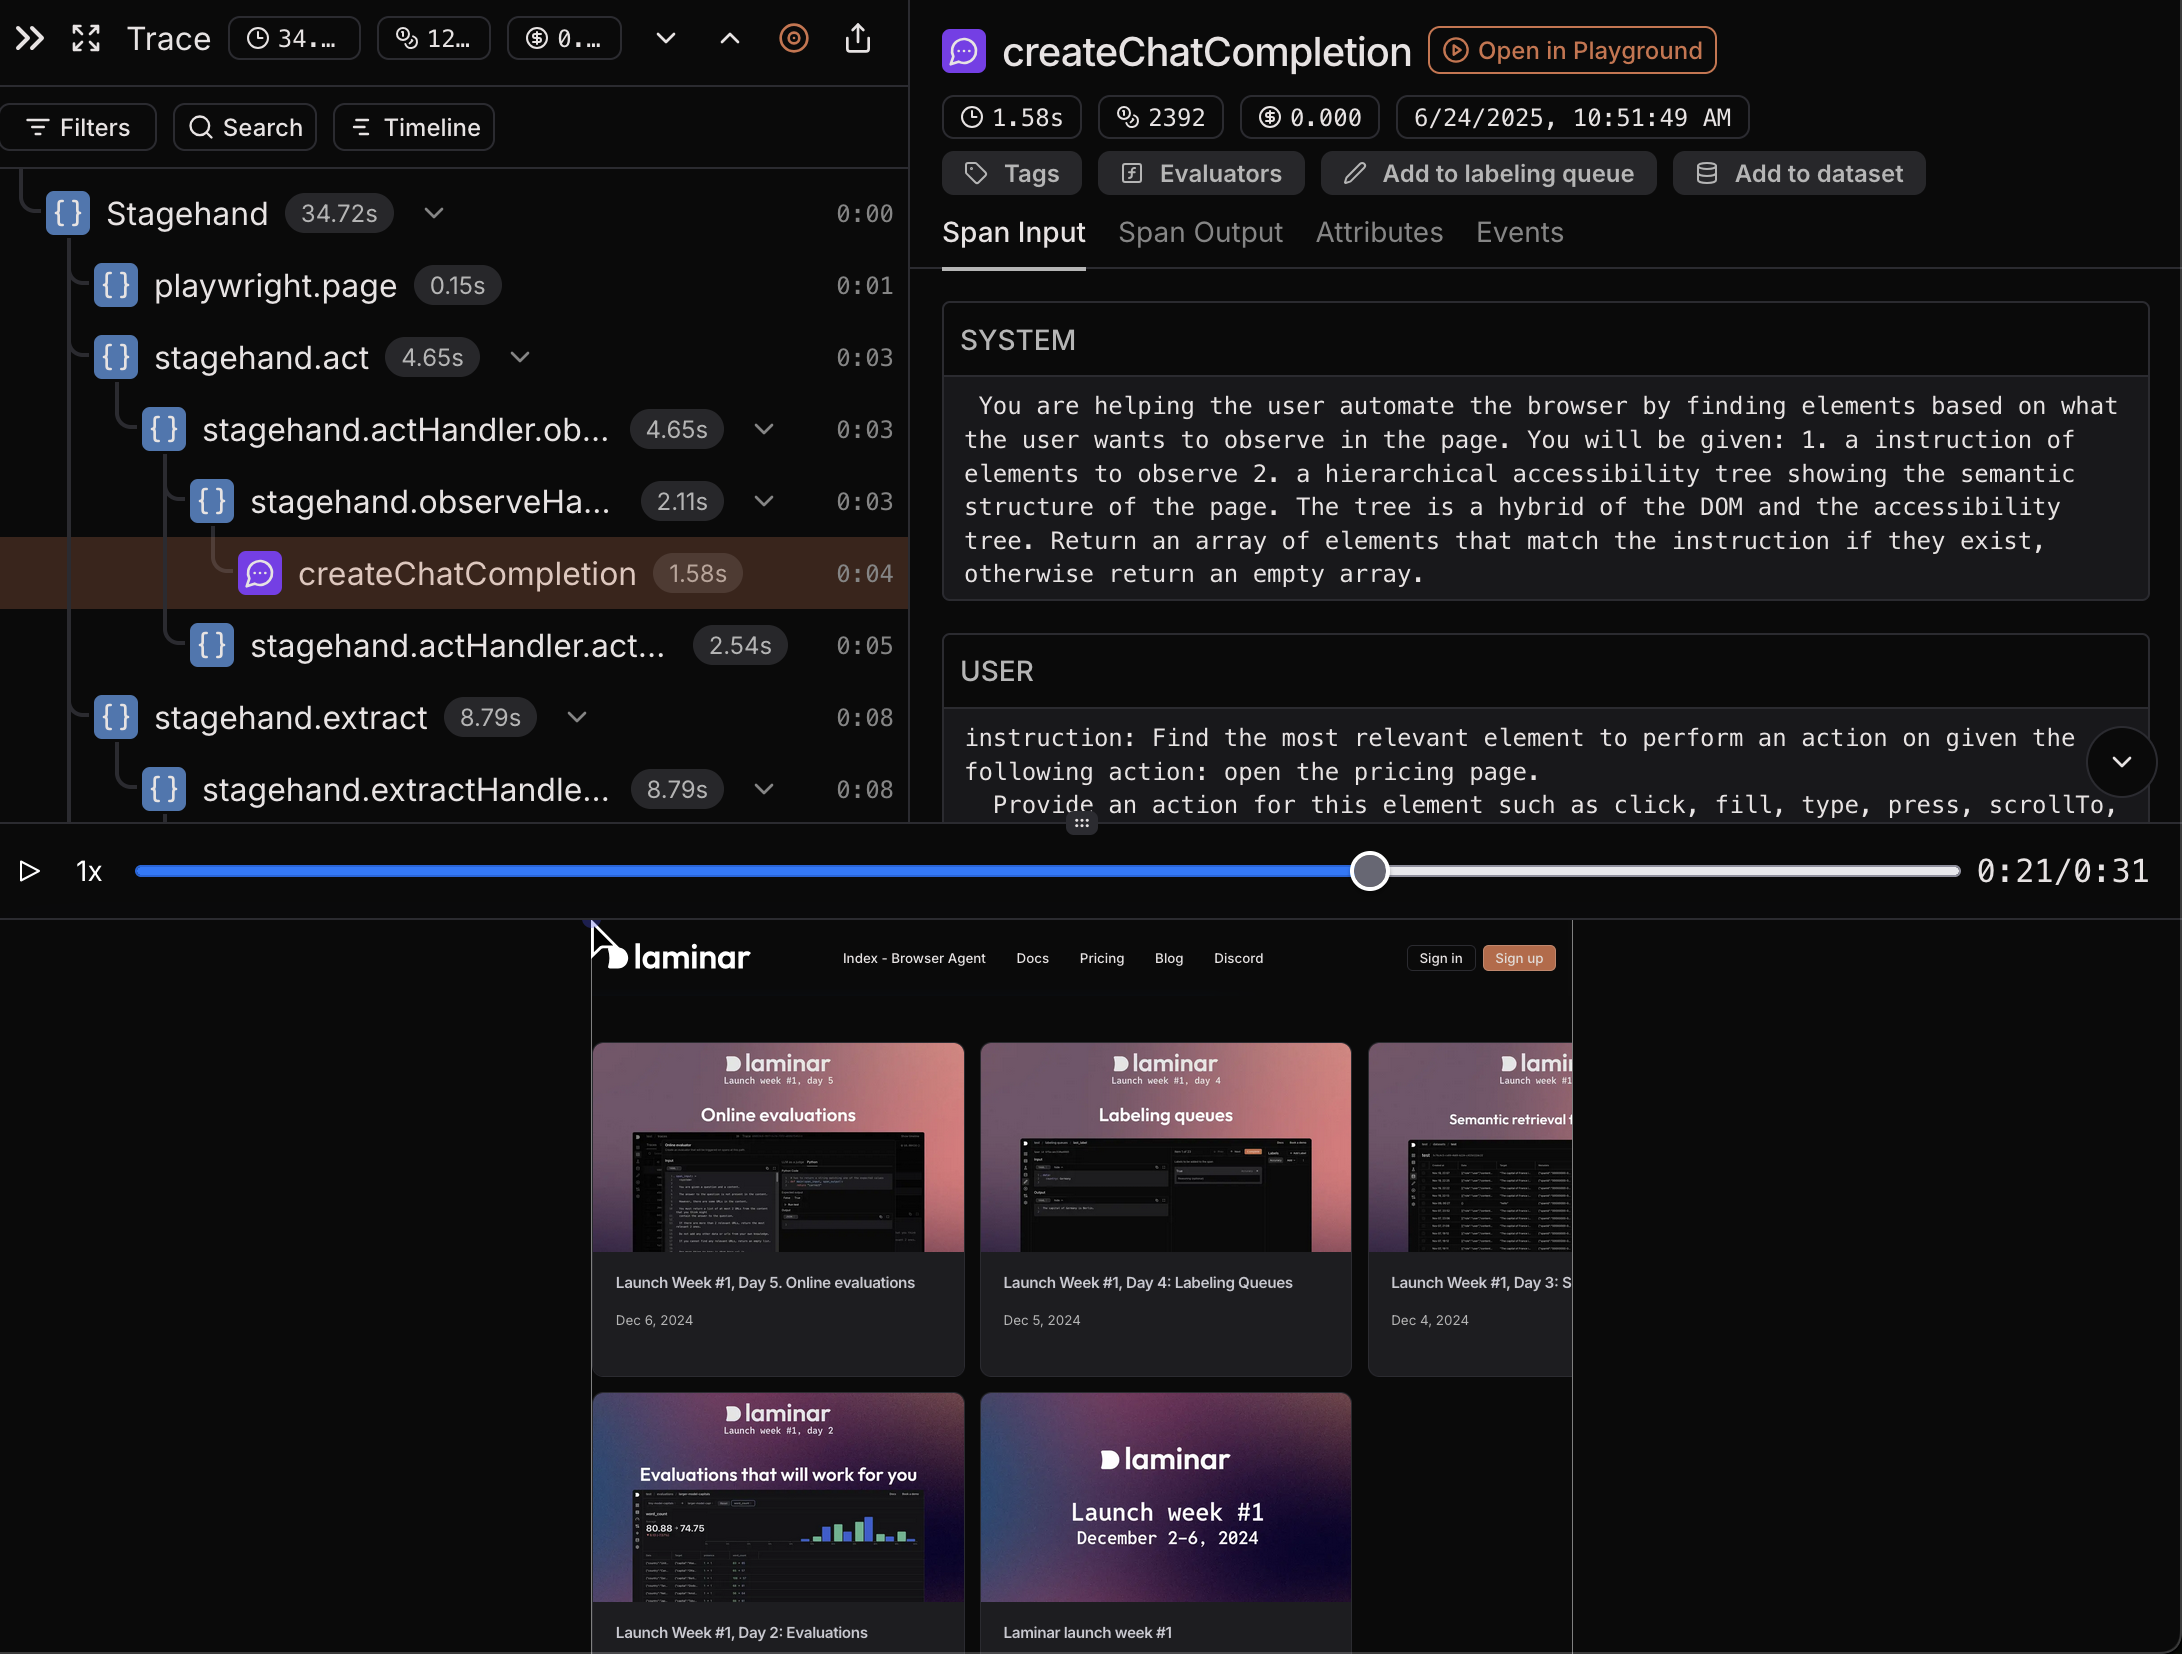 Trace 34.... 12... 0....
Filters Search Timeline
Stagehand 34.72s 0:00
playwright.page 0.15s 0:01
stagehand.act 4.65s 0:03
stagehand.actHandler.ob... 4.65s 0:03
stagehand.observeHa... 2.11s 0:03
createChatCompletion 1.58s 0:04
stagehand.actHandler.act... 2.54s 0:05
stagehand.extract 8.79s 0:08
stagehand.extractHandle... 8.79s 0:08
createChatCompletion Open in Playground
1.58s 2392 0.000 6/24/2025, 10:51:49 AM
Tags Evaluators Add to labeling queue Add to dataset
Span Input Span Output Attributes Events
SYSTEM
You are helping the user automate the browser by finding elements based on what
the user wants to observe in the page. You will be given: 1. a instruction of
elements to observe 2. a hierarchical accessibility tree showing the semantic
structure of the page. The tree is a hybrid of the DOM and the accessibility
tree. Return an array of elements that match the instruction if they exist,
otherwise return an empty array.
USER
instruction: Find the most relevant element to perform an action on given the
following action: open the pricing page.
Provide an action for this element such as click, fill, type, press, scrollTo,
1x 0:21/0:31
laminar Index - Browser Agent Docs Pricing Blog Discord Sign in Sign up
laminar
Launch week #1, day 5
Online evaluations
Launch Week #1, Day 5. Online evaluations
Dec 6, 2024
laminar
Launch week #1, day 4
Labeling queues
Launch Week #1, Day 4: Labeling Queues
Dec 5, 2024
lami
Launch week #1
Semantic retrieval
Launch Week #1, Day 3: S
Dec 4, 2024
laminar
Launch week #1, day 2
Evaluations that will work for you
80.88 74.75
Launch Week #1, Day 2: Evaluations
laminar
Launch week #1
December 2-6, 2024
Laminar launch week #1